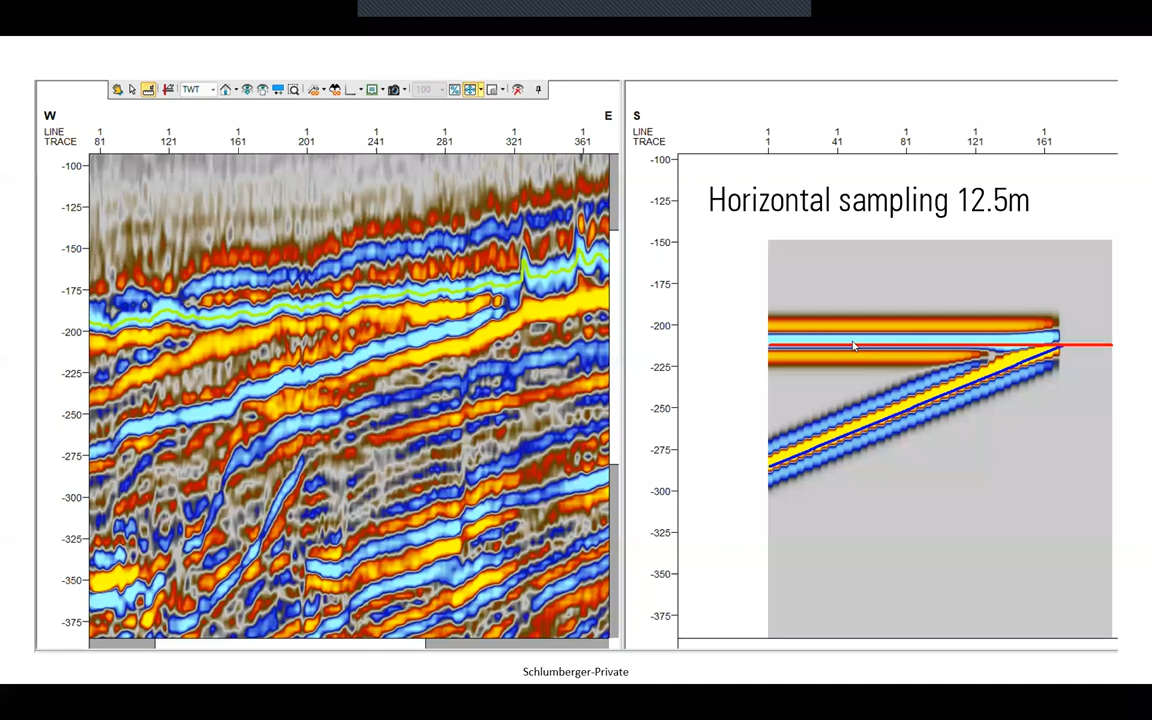 TWT 100
W E
LINE 1 1 1 1 1 1 1 1
TRACE 81 121 161 201 241 281 321 361
-100
-125
-150
-175
-200
-225
-250
-275
-300
-325
-350
-375
S
LINE 1 1 1 1 1
TRACE 1 41 81 121 161
-100
-125
-150
-175
-200
-225
-250
-275
-300
-325
-350
-375
Horizontal sampling 12.5m
Schlumberger-Private